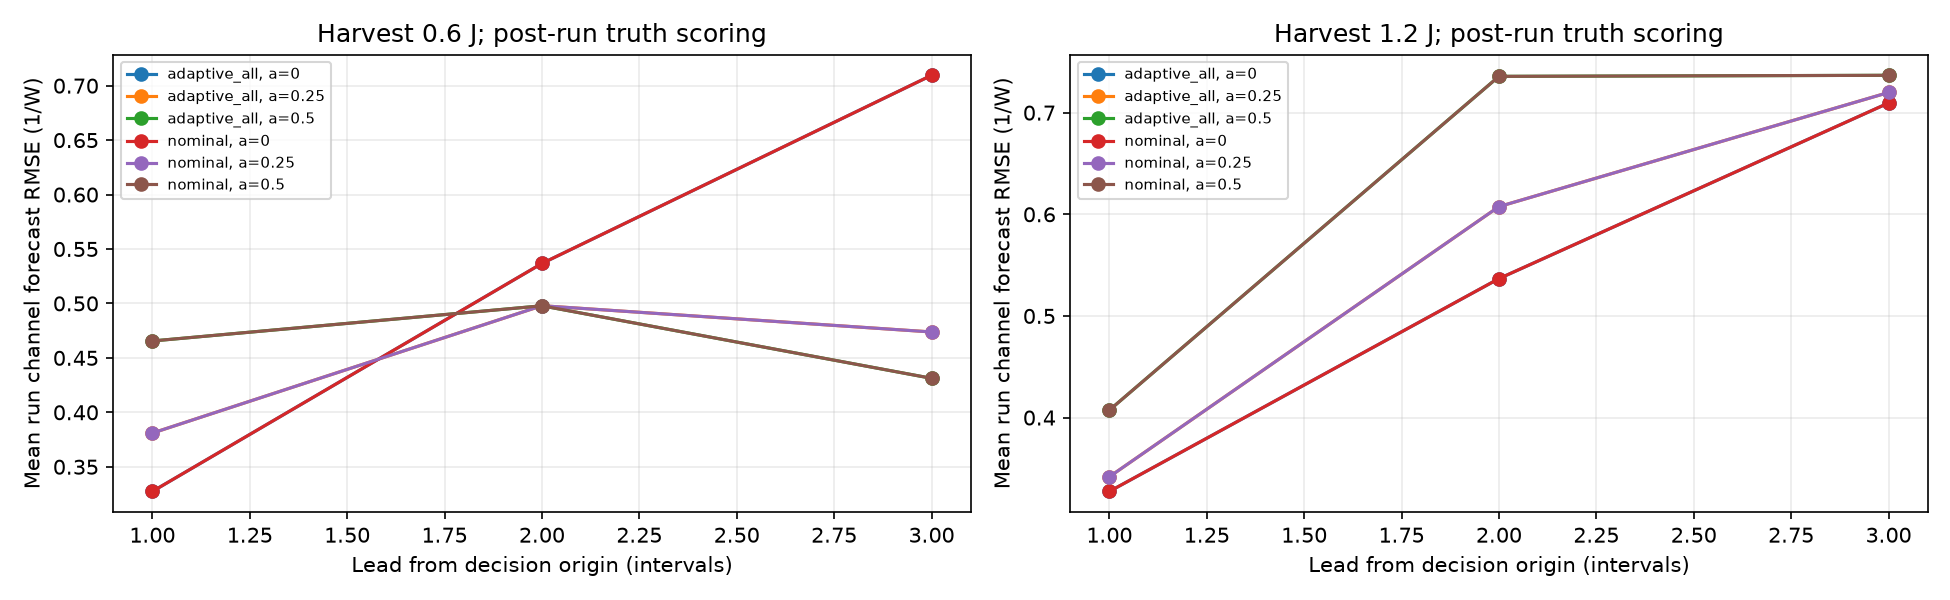 Harvest 0.6 J; post-run truth scoring
Mean run channel forecast RMSE (1/W)
0.70
0.65
0.60
0.55
0.50
0.45
0.40
0.35
adaptive_all, a=0
adaptive_all, a=0.25
adaptive_all, a=0.5
nominal, a=0
nominal, a=0.25
nominal, a=0.5
1.00 1.25 1.50 1.75 2.00 2.25 2.50 2.75 3.00
Lead from decision origin (intervals)
Harvest 1.2 J; post-run truth scoring
Mean run channel forecast RMSE (1/W)
0.7
0.6
0.5
0.4
adaptive_all, a=0
adaptive_all, a=0.25
adaptive_all, a=0.5
nominal, a=0
nominal, a=0.25
nominal, a=0.5
1.00 1.25 1.50 1.75 2.00 2.25 2.50 2.75 3.00
Lead from decision origin (intervals)